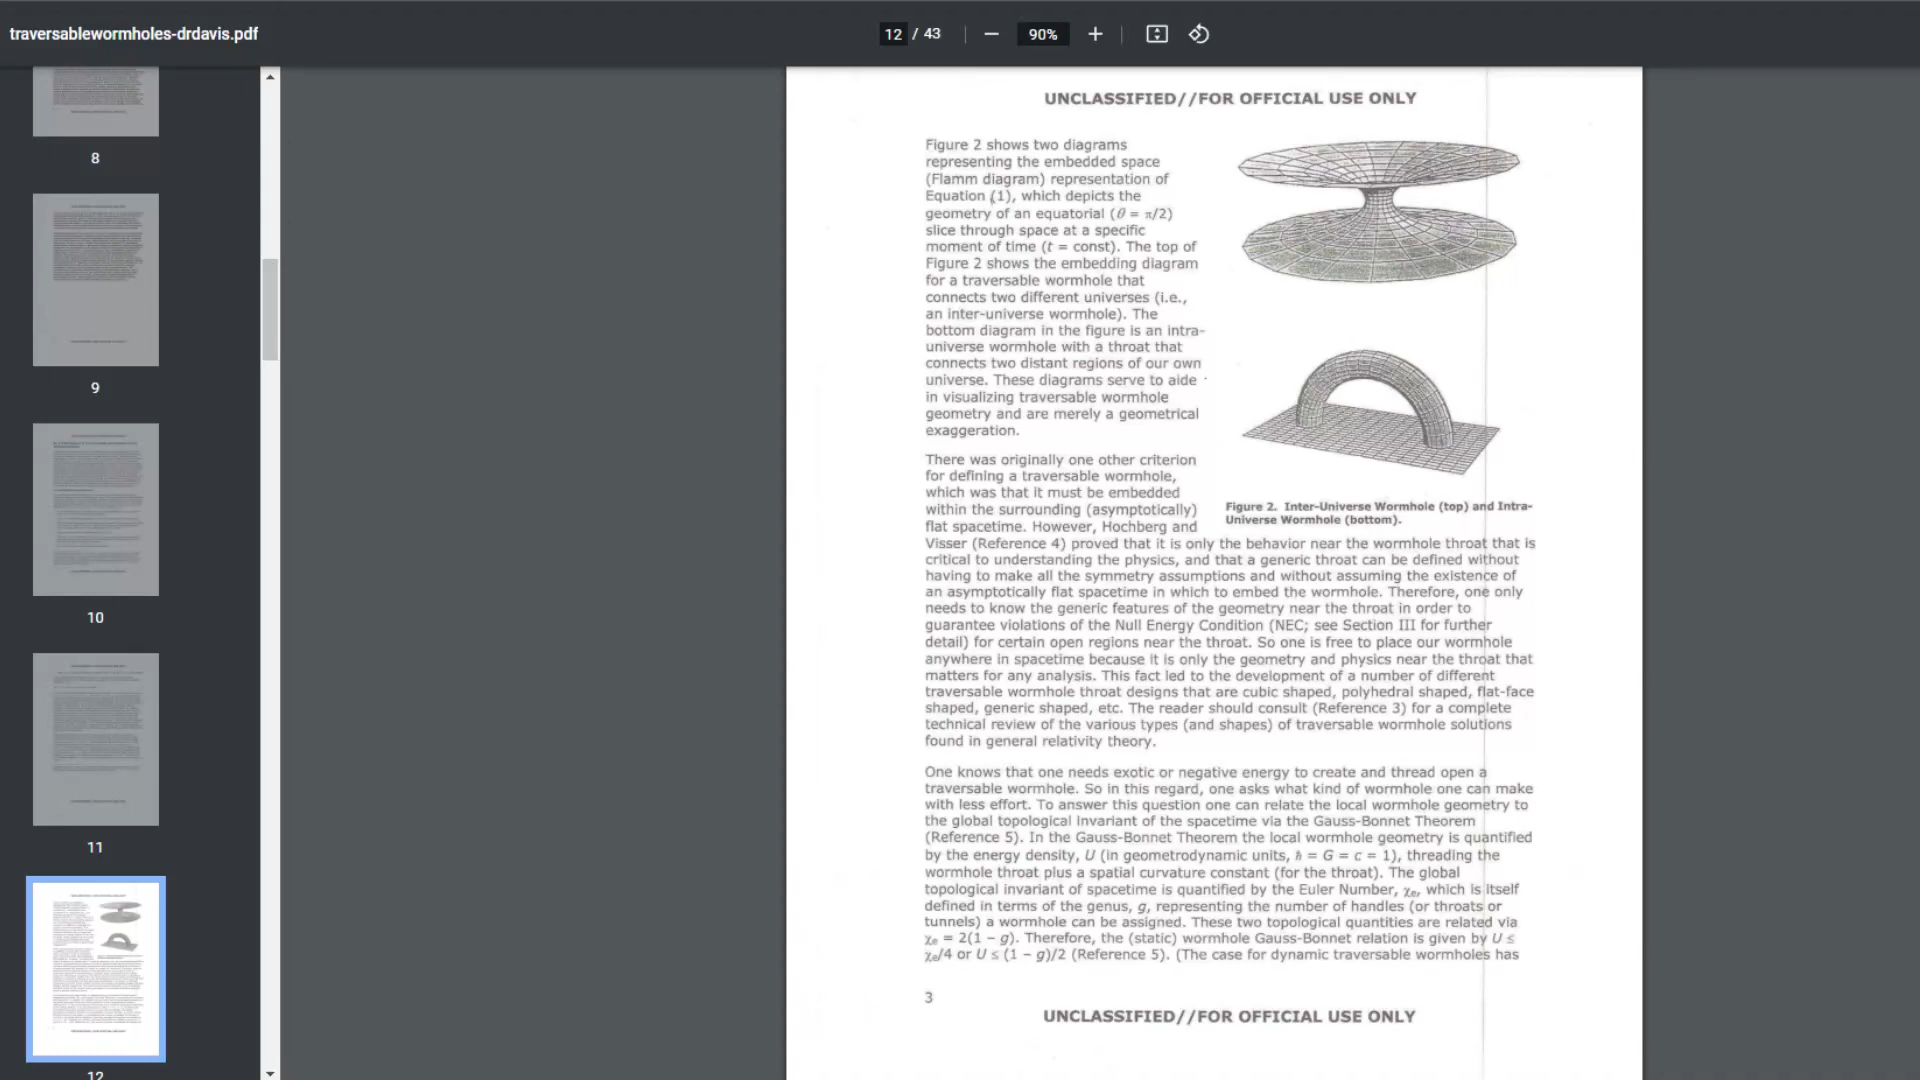 traversablewormholes-drdavis.pdf
12 / 43
90%
8
9
10
11
12
UNCLASSIFIED//FOR OFFICIAL USE ONLY
Figure 2 shows two diagrams
representing the embedded space
(Flamm diagram) representation of
Equation (1), which depicts the
geometry of an equatorial (θ = π/2)
slice through space at a specific
moment of time (t = const). The top of
Figure 2 shows the embedding diagram
for a traversable wormhole that
connects two different universes (i.e.,
an inter-universe wormhole). The
bottom diagram in the figure is an intra-
universe wormhole with a throat that
connects two distant regions of our own
universe. These diagrams serve to aide
in visualizing traversable wormhole
geometry and are merely a geometrical
exaggeration.
There was originally one other criterion
for defining a traversable wormhole,
which was that it must be embedded
within the surrounding (asymptotically)
flat spacetime. However, Hochberg and
Figure 2. Inter-Universe Wormhole (top) and Intra-
Universe Wormhole (bottom).
Visser (Reference 4) proved that it is only the behavior near the wormhole throat that is
critical to understanding the physics, and that a generic throat can be defined without
having to make all the symmetry assumptions and without assuming the existence of
an asymptotically flat spacetime in which to embed the wormhole. Therefore, one only
needs to know the generic features of the geometry near the throat in order to
guarantee violations of the Null Energy Condition (NEC; see Section III for further
detail) for certain open regions near the throat. So one is free to place our wormhole
anywhere in spacetime because it is only the geometry and physics near the throat that
matters for any analysis. This fact led to the development of a number of different
traversable wormhole throat designs that are cubic shaped, polyhedral shaped, flat-face
shaped, generic shaped, etc. The reader should consult (Reference 3) for a complete
technical review of the various types (and shapes) of traversable wormhole solutions
found in general relativity theory.
One knows that one needs exotic or negative energy to create and thread open a
traversable wormhole. So in this regard, one asks what kind of wormhole one can make
with less effort. To answer this question one can relate the local wormhole geometry to
the global topological invariant of the spacetime via the Gauss-Bonnet Theorem
(Reference 5). In the Gauss-Bonnet Theorem the local wormhole geometry is quantified
by the energy density, U (in geometrodynamic units, ħ = G = c = 1), threading the
wormhole throat plus a spatial curvature constant (for the throat). The global
topological invariant of spacetime is quantified by the Euler Number, χₑ, which is itself
defined in terms of the genus, g, representing the number of handles (or throats or
tunnels) a wormhole can be assigned. These two topological quantities are related via
χₑ = 2(1 – g). Therefore, the (static) wormhole Gauss-Bonnet relation is given by U ≤
χₑ/4 or U ≤ (1 – g)/2 (Reference 5). (The case for dynamic traversable wormholes has
3
UNCLASSIFIED//FOR OFFICIAL USE ONLY